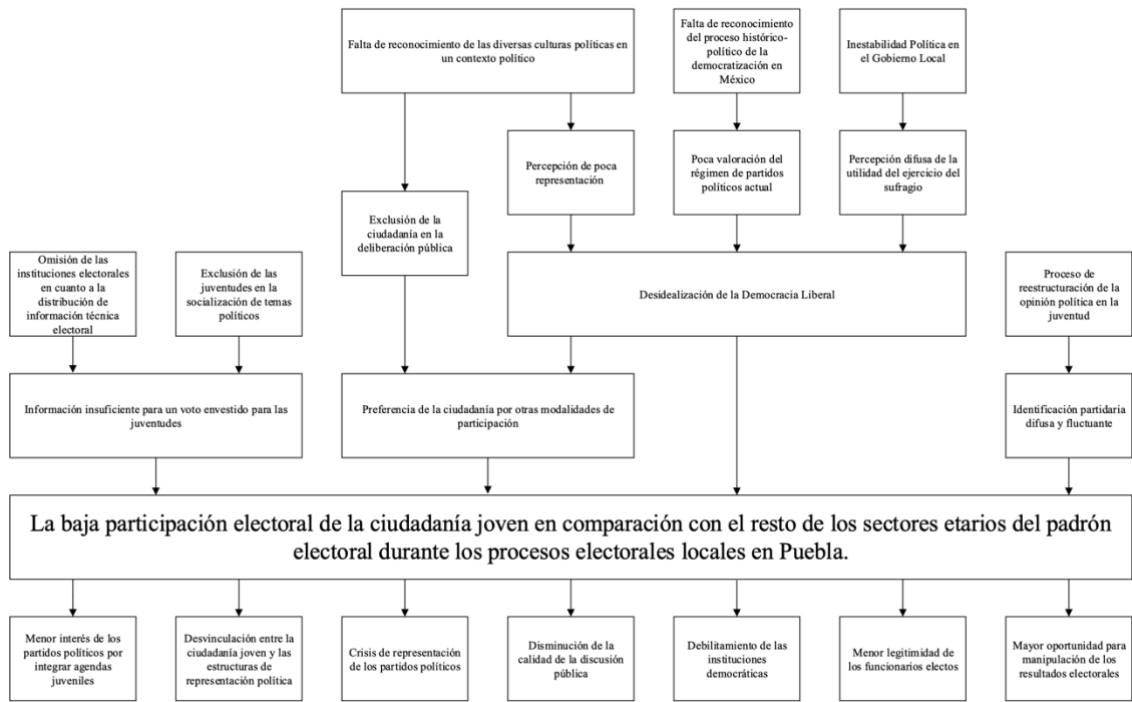 Falta de reconocimiento de las diversas culturas políticas en
un contexto político
Falta de reconocimiento
del proceso histórico-
político de la
democratización en
México
Inestabilidad Política en
el Gobierno Local
Percepción de poca
representación
Poca valoración del
régimen de partidos
políticos actual
Percepción difusa de la
utilidad del ejercicio del
sufragio
Exclusión de la
ciudadanía en la
deliberación pública
Omisión de las
instituciones electorales
en cuanto a la
distribución de
información técnica
electoral
Exclusión de las
juventudes en la
socialización de temas
políticos
Desidealización de la Democracia Liberal
Proceso de
reestructuración de la
opinión política en la
juventud
Información insuficiente para un voto envestido para las
juventudes
Preferencia de la ciudadanía por otras modalidades de
participación
Identificación partidaria
difusa y fluctuante
La baja participación electoral de la ciudadanía joven en comparación con el resto de los sectores etarios del padrón
electoral durante los procesos electorales locales en Puebla.
Menor interés de los
partidos políticos por
integrar agendas
juveniles
Desvinculación entre la
ciudadanía joven y las
estructuras de
representación política
Crisis de representación
de los partidos políticos
Disminución de la
calidad de la discusión
pública
Debilitamiento de las
instituciones
democráticas
Menor legitimidad de
los funcionarios electos
Mayor oportunidad para
manipulación de los
resultados electorales